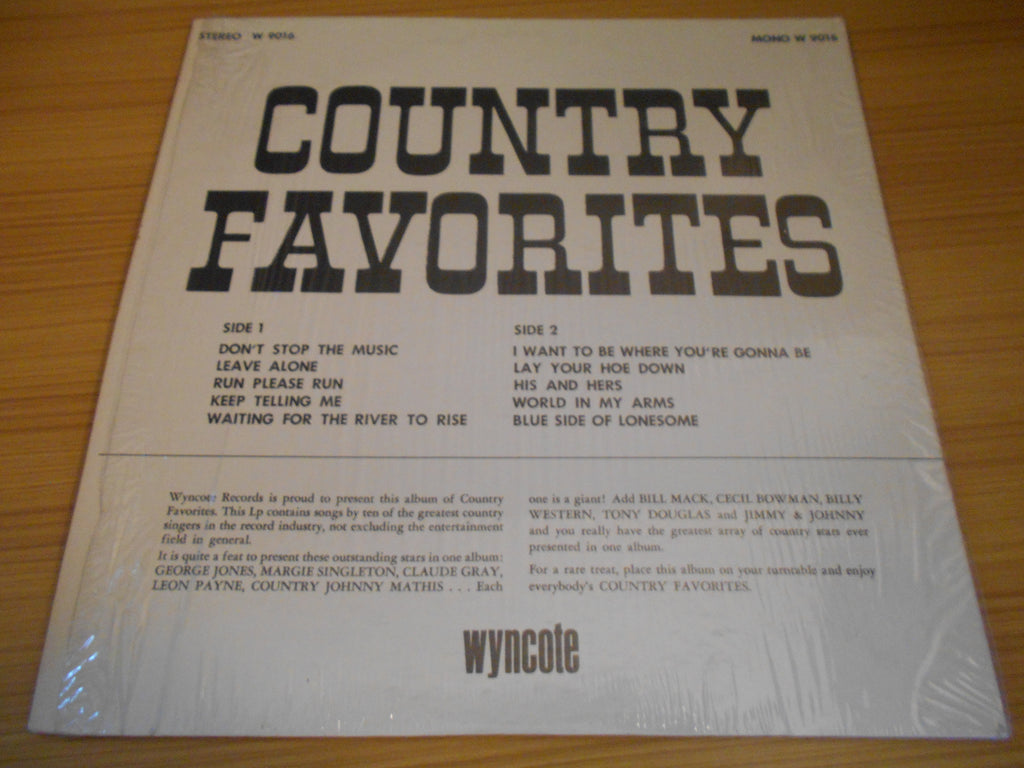 STEREO W 9016
MONO W 9016
COUNTRY
FAVORITES
SIDE 1
DON'T STOP THE MUSIC
LEAVE ALONE
RUN PLEASE RUN
KEEP TELLING ME
WAITING FOR THE RIVER TO RISE
SIDE 2
I WANT TO BE WHERE YOU'RE GONNA BE
LAY YOUR HOE DOWN
HIS AND HERS
WORLD IN MY ARMS
BLUE SIDE OF LONESOME
Wyncote Records is proud to present this album of Country
Favorites. This Lp contains songs by ten of the greatest country
singers in the record industry, not excluding the entertainment
field in general.
It is quite a feat to present these outstanding stars in one album:
GEORGE JONES, MARGIE SINGLETON, CLAUDE GRAY,
LEON PAYNE, COUNTRY JOHNNY MATHIS . . . Each
one is a giant! Add BILL MACK, CECIL BOWMAN, BILLY
WESTERN, TONY DOUGLAS and JIMMY & JOHNNY
and you really have the greatest array of country stars ever
presented in one album.
For a rare treat, place this album on your turntable and enjoy
everybody's COUNTRY FAVORITES.
wyncote